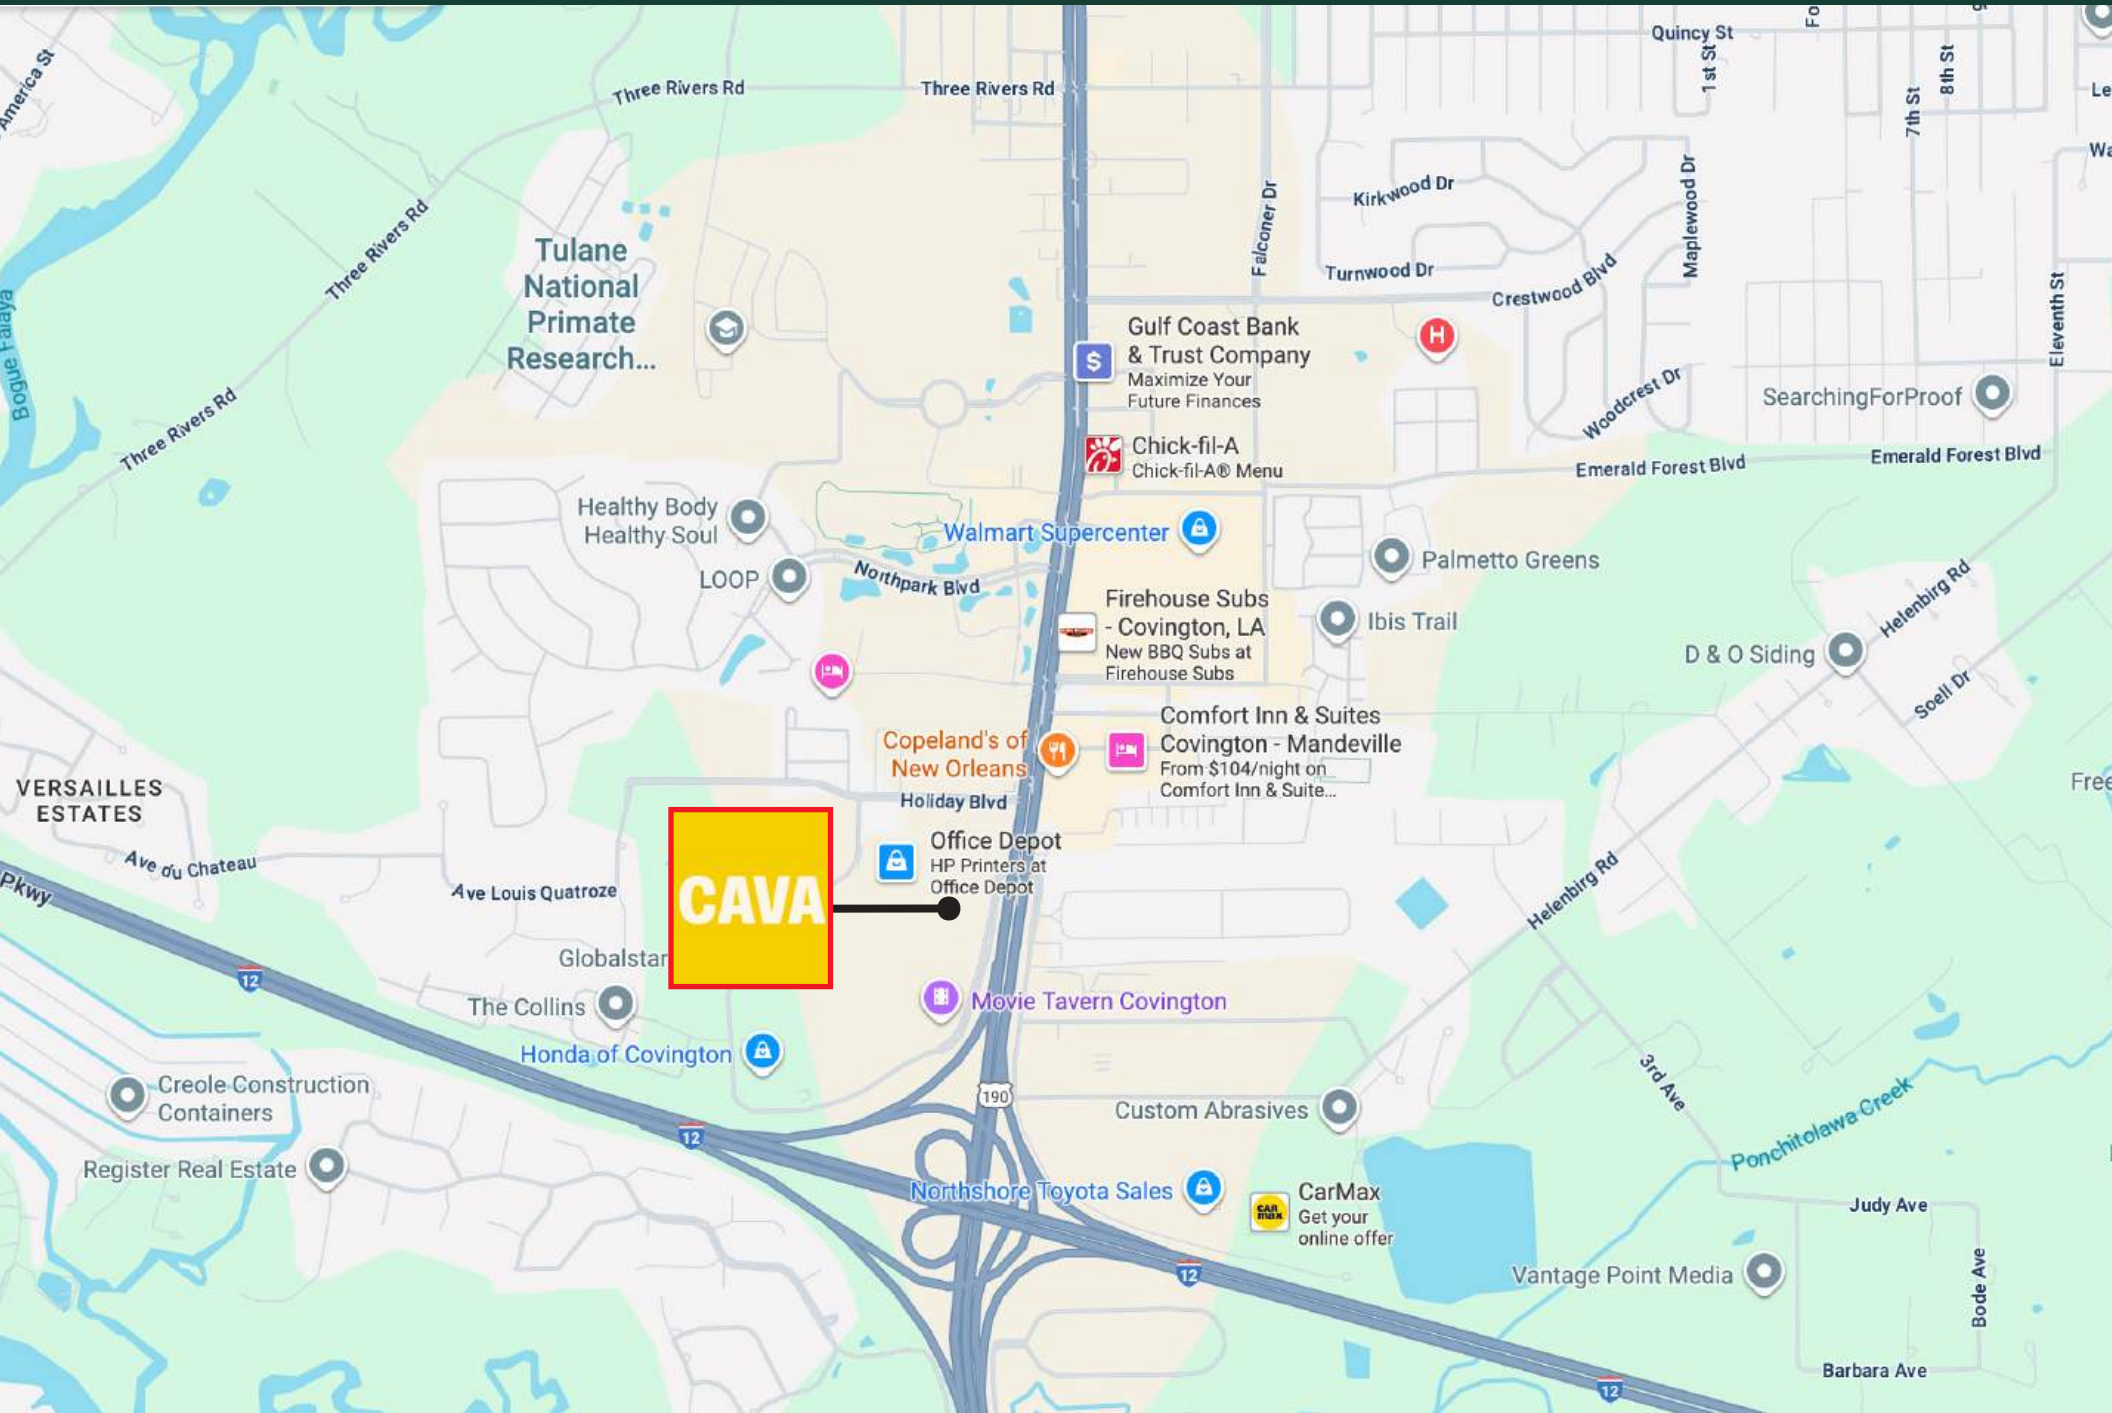 America St
Three Rivers Rd
Three Rivers Rd
Quincy St
1st St
Fo
8th St
7th St
Le
Wa
Kirkwood Dr
Maplewood Dr
Falconer Dr
Three Rivers Rd
Tulane
National
Primate
Research...
Turnwood Dr
Crestwood Blvd
Eleventh St
Bogue Falaya
Gulf Coast Bank
& Trust Company
Maximize Your
Future Finances
$
H
Woodcrest Dr
SearchingForProof
Three Rivers Rd
Chick-fil-A
Chick-fil-A® Menu
Emerald Forest Blvd
Emerald Forest Blvd
Healthy Body
Healthy Soul
Walmart Supercenter
LOOP
Northpark Blvd
Palmetto Greens
Helenbirg Rd
Firehouse Subs
- Covington, LA
New BBQ Subs at
Firehouse Subs
Ibis Trail
D & O Siding
Soell Dr
Comfort Inn & Suites
Covington - Mandeville
From $104/night on
Comfort Inn & Suite...
Copeland's of
New Orleans
VERSAILLES
ESTATES
Free
Holiday Blvd
Office Depot
HP Printers at
Office Depot
Ave du Chateau
Pkwy
Ave Louis Quatroze
CAVA
Helenbirg Rd
Globalstar
12
The Collins
Movie Tavern Covington
Honda of Covington
Creole Construction
Containers
190
3rd Ave
Custom Abrasives
12
Ponchitolawa Creek
Register Real Estate
Northshore Toyota Sales
CAR
MAX
CarMax
Get your
online offer
Judy Ave
12
Vantage Point Media
Bode Ave
Barbara Ave
12